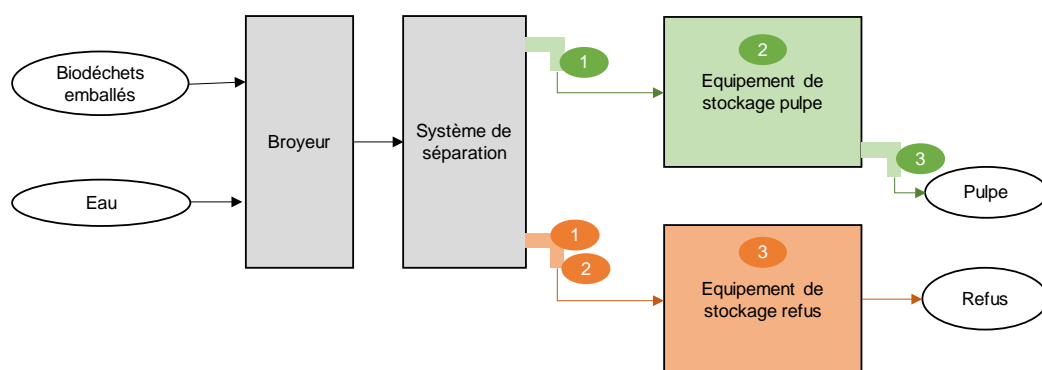 Biodéchets
emballés
Eau
Broyeur
Système de
séparation
1
2
Equipement de
stockage pulpe
3
Pulpe
1
2
3
Equipement de
stockage refus
Refus